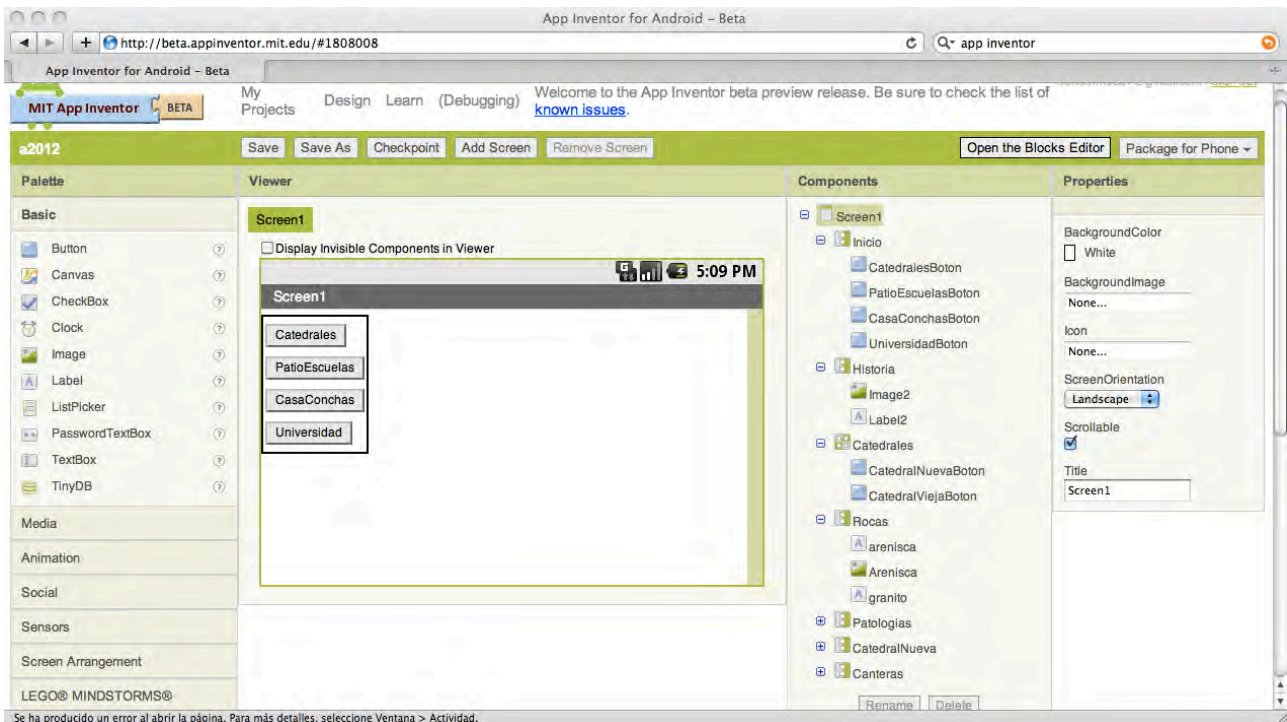 App Inventor for Android – Beta
http://beta.appinventor.mit.edu/#1808008
app inventor
App Inventor for Android – Beta
MIT App Inventor BETA
My Projects
Design
Learn
(Debugging)
Welcome to the App Inventor beta preview release. Be sure to check the list of
known issues.
a2012
Save
Save As
Checkpoint
Add Screen
Remove Screen
Open the Blocks Editor
Package for Phone
Palette
Viewer
Components
Properties
Basic
Button
Canvas
CheckBox
Clock
Image
Label
ListPicker
PasswordTextBox
TextBox
TinyDB
Media
Animation
Social
Sensors
Screen Arrangement
LEGO® MINDSTORMS®
Screen1
Display Invisible Components in Viewer
5:09 PM
Screen1
Catedrales
PatioEscuelas
CasaConchas
Universidad
Screen1
Inicio
CatedralesBoton
PatioEscuelasBoton
CasaConchasBoton
UniversidadBoton
Historia
Image2
Label2
Catedrales
CatedralNuevaBoton
CatedralViejaBoton
Rocas
arenisca
Arenisca
granito
Patologias
CatedralNueva
Canteras
Rename
Delete
BackgroundColor
White
BackgroundImage
None...
Icon
None...
ScreenOrientation
Landscape
Scrollable
Title
Screen1
Se ha producido un error al abrir la página. Para más detalles, seleccione Ventana > Actividad.